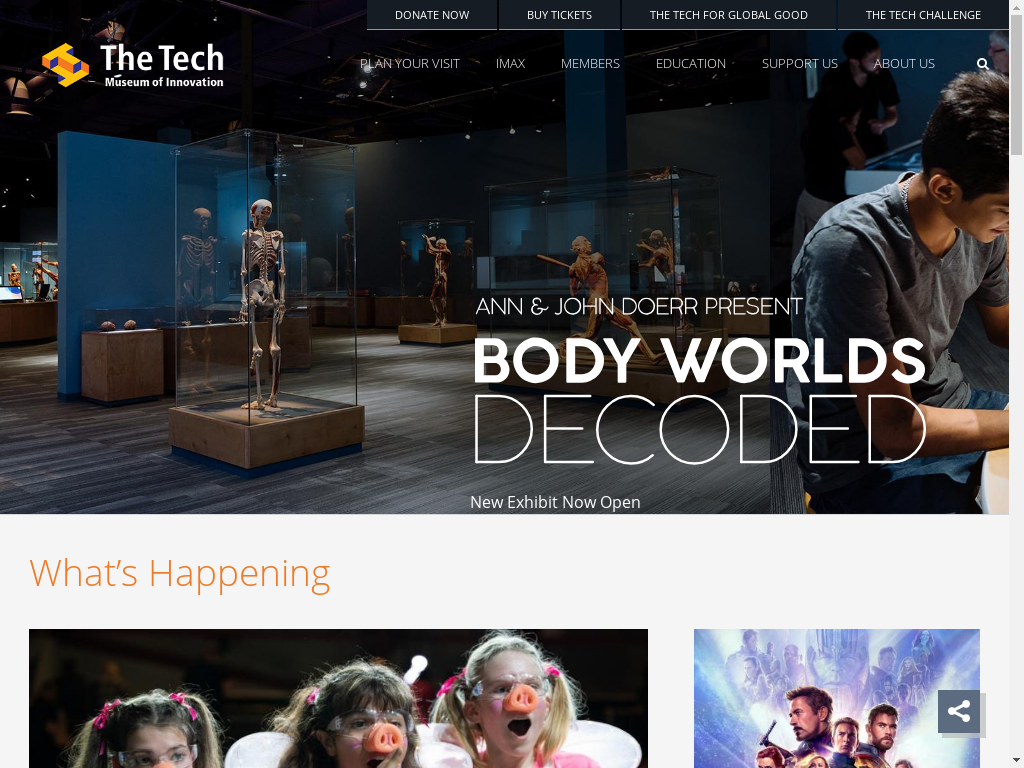 DONATE NOW
BUY TICKETS
THE TECH FOR GLOBAL GOOD
THE TECH CHALLENGE
The Tech
Museum of Innovation
PLAN YOUR VISIT
IMAX
MEMBERS
EDUCATION
SUPPORT US
ABOUT US
ANN & JOHN DOERR PRESENT
BODY WORLDS
DECODED
New Exhibit Now Open
What's Happening